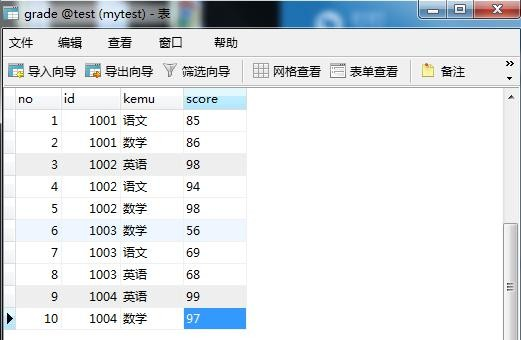 grade @test (mytest) - 表
文件 编辑 查看 窗口 帮助
导入向导 导出向导 筛选向导 网格查看 表单查看 备注
no id kemu score
1 1001 语文 85
2 1001 数学 86
3 1002 英语 98
4 1002 语文 94
5 1002 数学 98
6 1003 数学 56
7 1003 语文 69
8 1003 英语 68
9 1004 英语 99
10 1004 数学 97